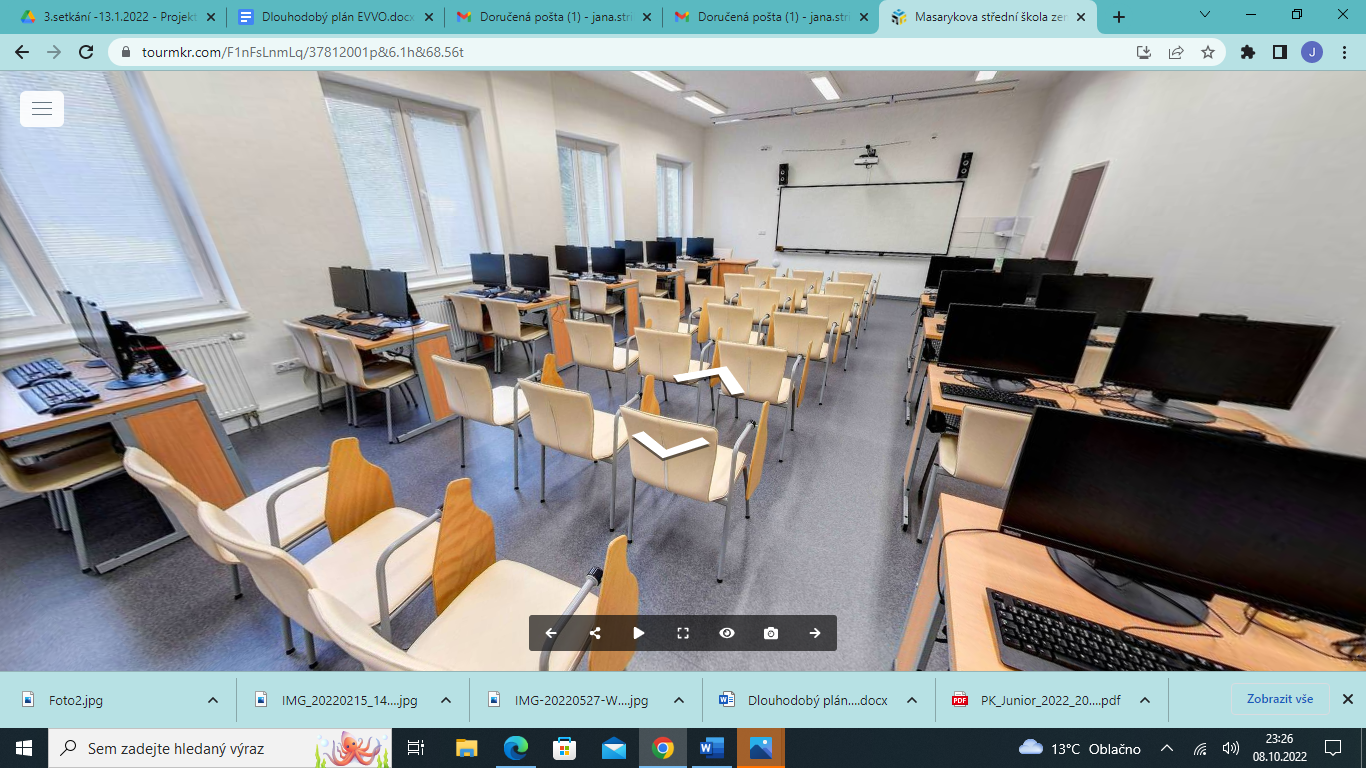 3.setkání -13.1.2022 - Projekt
Dlouhodobý plán EVVO.docx
Doručená pošta (1) - jana.stri
Doručená pošta (1) - jana.stri
Masarykova střední škola zem
tourmkr.com/F1nFsLnmLq/37812001p&6.1h&68.56t
J
Foto2.jpg
IMG_20220215_14....jpg
IMG-20220527-W....jpg
Dlouhodobý plán....docx
PK_Junior_2022_20....pdf
Zobrazit vše
Sem zadejte hledaný výraz
13°C Oblačno
23:26
08.10.2022